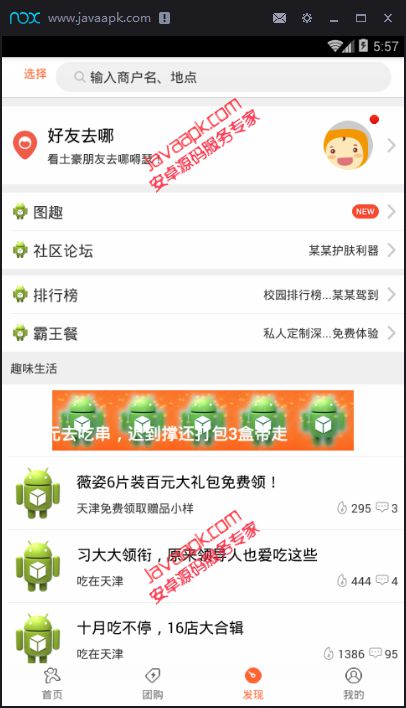 nox www.javaapk.com
5:57
选择
输入商户名、地点
好友去哪
看土豪朋友去哪嘚瑟
javaapk.com
安卓源码服务专家
图趣
NEW
社区论坛
某某护肤利器
排行榜
校园排行榜...某某驾到
霸王餐
私人定制深...免费体验
趣味生活
元去吃串，迟到撑还打包3盒带走
薇姿6片装百元大礼包免费领！
天津免费领取赠品小样
295
3
习大大领衔，原来领导人也爱吃这些
吃在天津
444
4
javaapk.com
安卓源码服务专家
十月吃不停，16店大合辑
吃在天津
1386
95
首页
团购
发现
我的